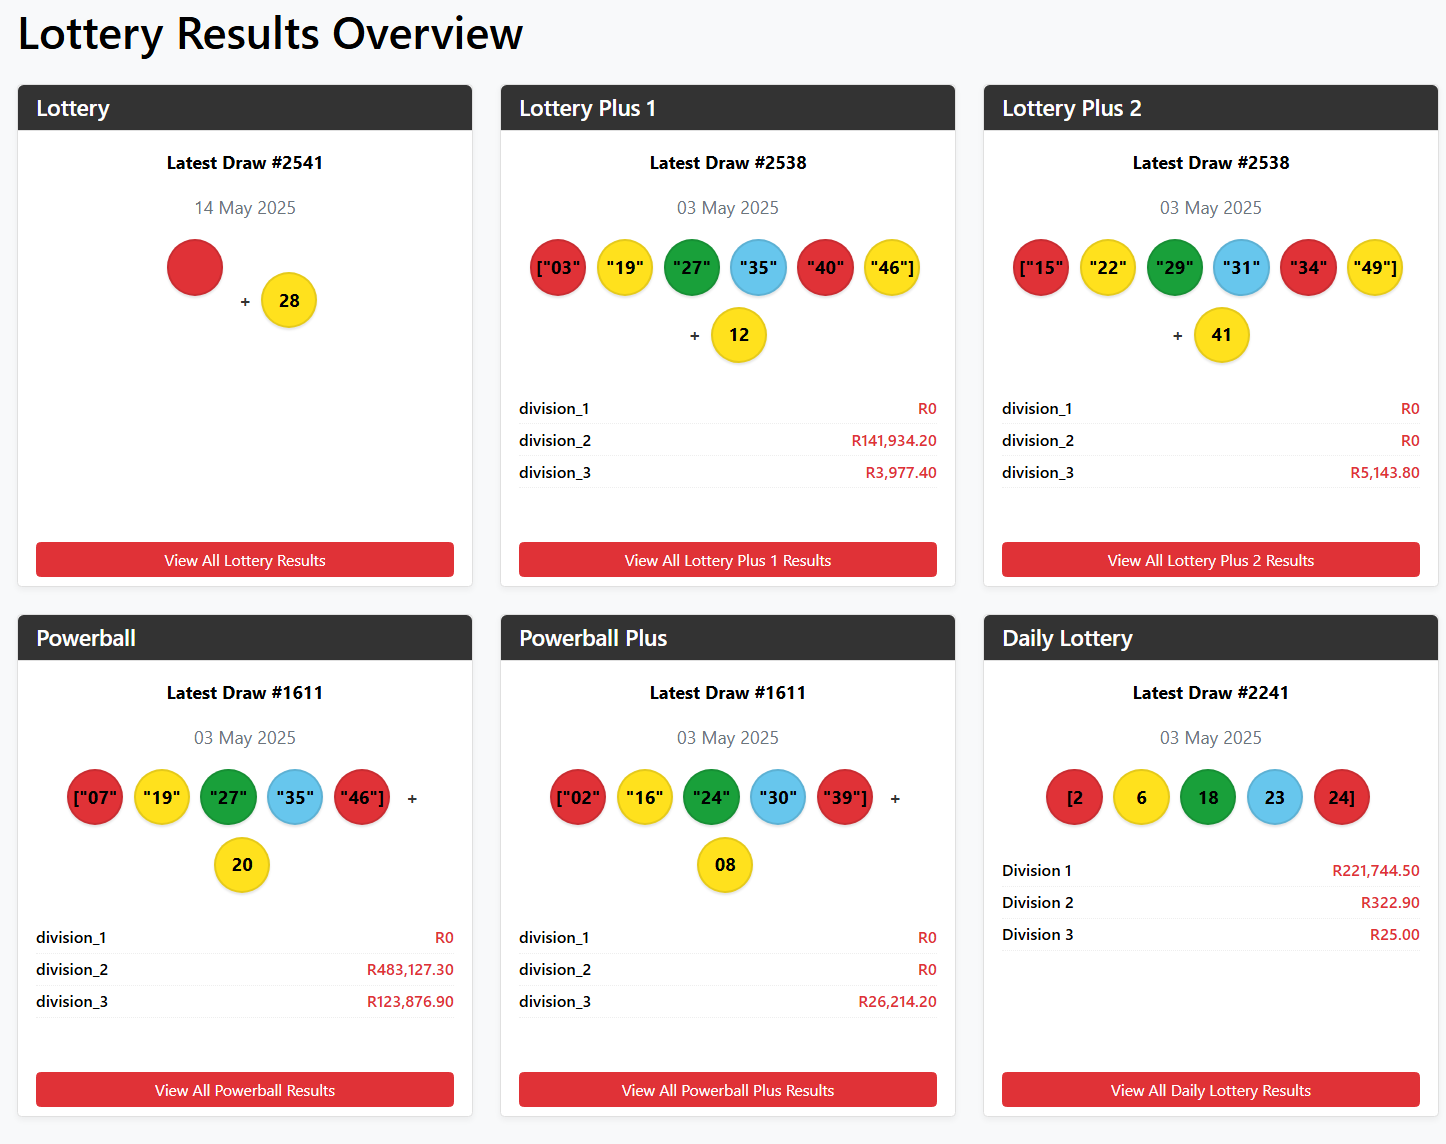 Lottery Results Overview
Lottery
Latest Draw #2541
14 May 2025
+ 28
View All Lottery Results
Lottery Plus 1
Latest Draw #2538
03 May 2025
["03" "19" "27" "35" "40" "46"]
+ 12
division_1 R0
division_2 R141,934.20
division_3 R3,977.40
View All Lottery Plus 1 Results
Lottery Plus 2
Latest Draw #2538
03 May 2025
["15" "22" "29" "31" "34" "49"]
+ 41
division_1 R0
division_2 R0
division_3 R5,143.80
View All Lottery Plus 2 Results
Powerball
Latest Draw #1611
03 May 2025
["07" "19" "27" "35" "46"] +
20
division_1 R0
division_2 R483,127.30
division_3 R123,876.90
View All Powerball Results
Powerball Plus
Latest Draw #1611
03 May 2025
["02" "16" "24" "30" "39"] +
08
division_1 R0
division_2 R0
division_3 R26,214.20
View All Powerball Plus Results
Daily Lottery
Latest Draw #2241
03 May 2025
[2 6 18 23 24]
Division 1 R221,744.50
Division 2 R322.90
Division 3 R25.00
View All Daily Lottery Results